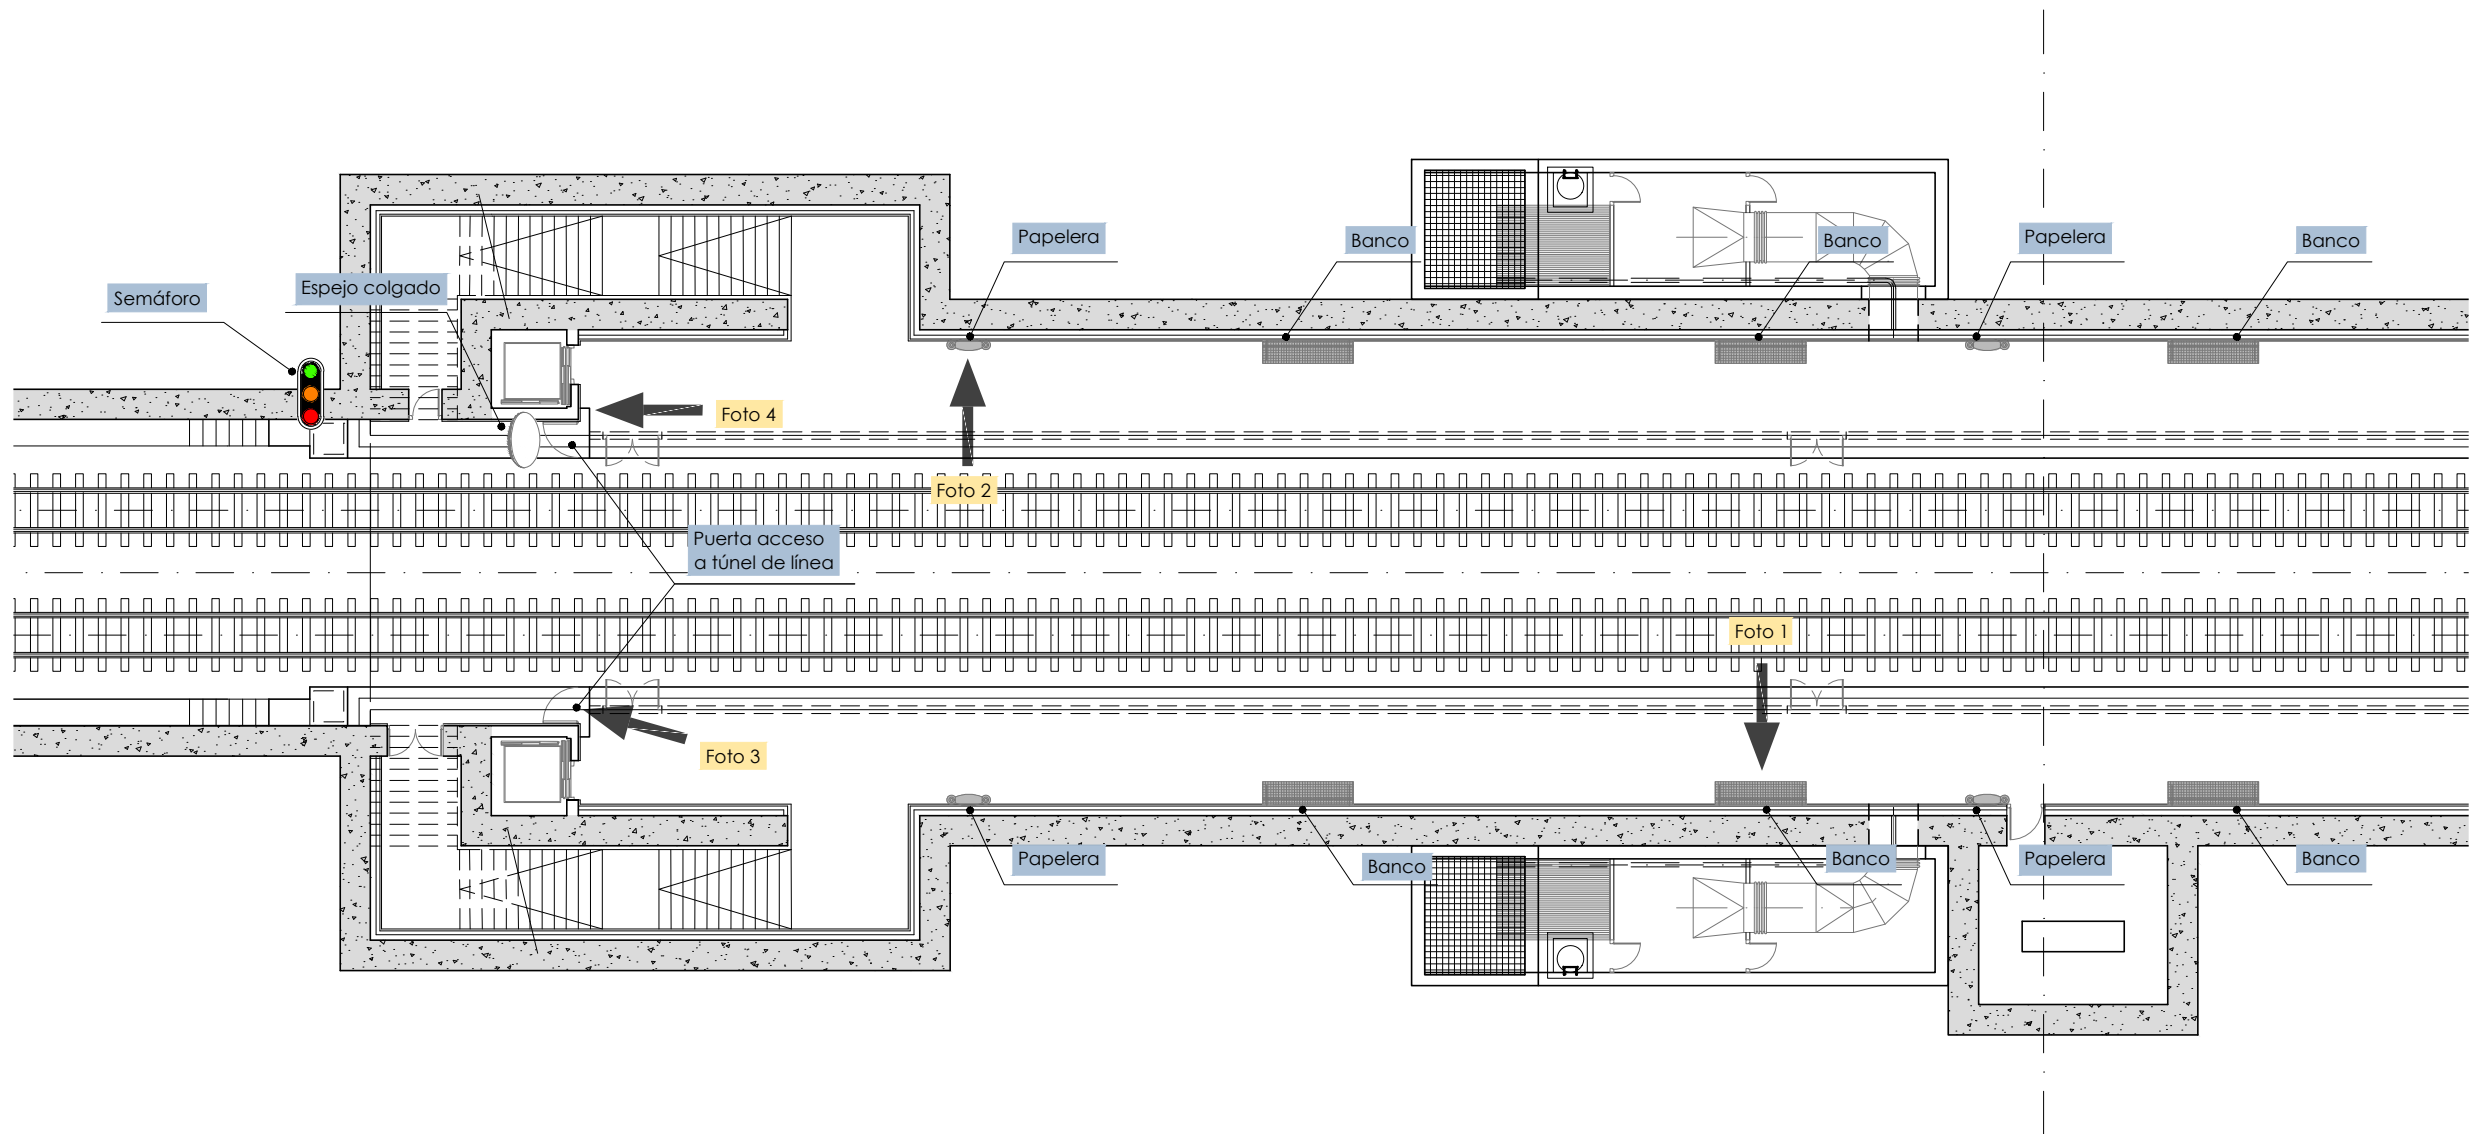 Papelera
Banco
Banco
Papelera
Banco
Semáforo
Espejo colgado
Foto 4
Foto 2
Puerta acceso
a túnel de línea
Foto 1
Foto 3
Papelera
Banco
Banco
Papelera
Banco